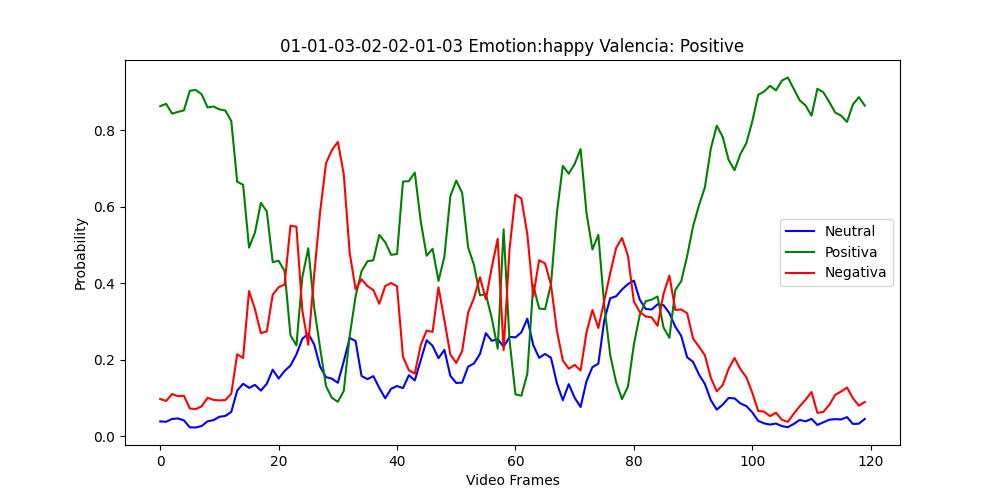 01-01-03-02-02-01-03 Emotion:happy Valencia: Positive
Probability
0.8
0.6
0.4
0.2
0.0
Neutral
Positiva
Negativa
0 20 40 60 80 100 120
Video Frames